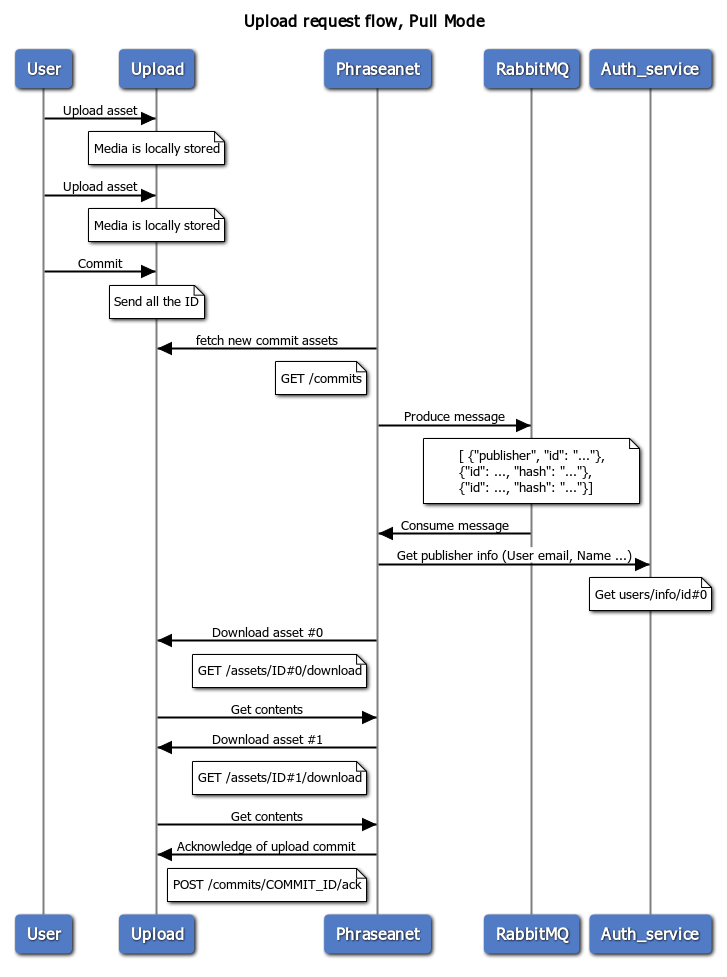 Upload request flow, Pull Mode
User
Upload
Phraseanet
RabbitMQ
Auth_service
Upload asset
Media is locally stored
Upload asset
Media is locally stored
Commit
Send all the ID
fetch new commit assets
GET /commits
Produce message
[ {"publisher", "id": "..."},
{"id": ..., "hash": "..."},
{"id": ..., "hash": "..."}]
Consume message
Get publisher info (User email, Name ...)
Get users/info/id#0
Download asset #0
GET /assets/ID#0/download
Get contents
Download asset #1
GET /assets/ID#1/download
Get contents
Acknowledge of upload commit
POST /commits/COMMIT_ID/ack
User
Upload
Phraseanet
RabbitMQ
Auth_service